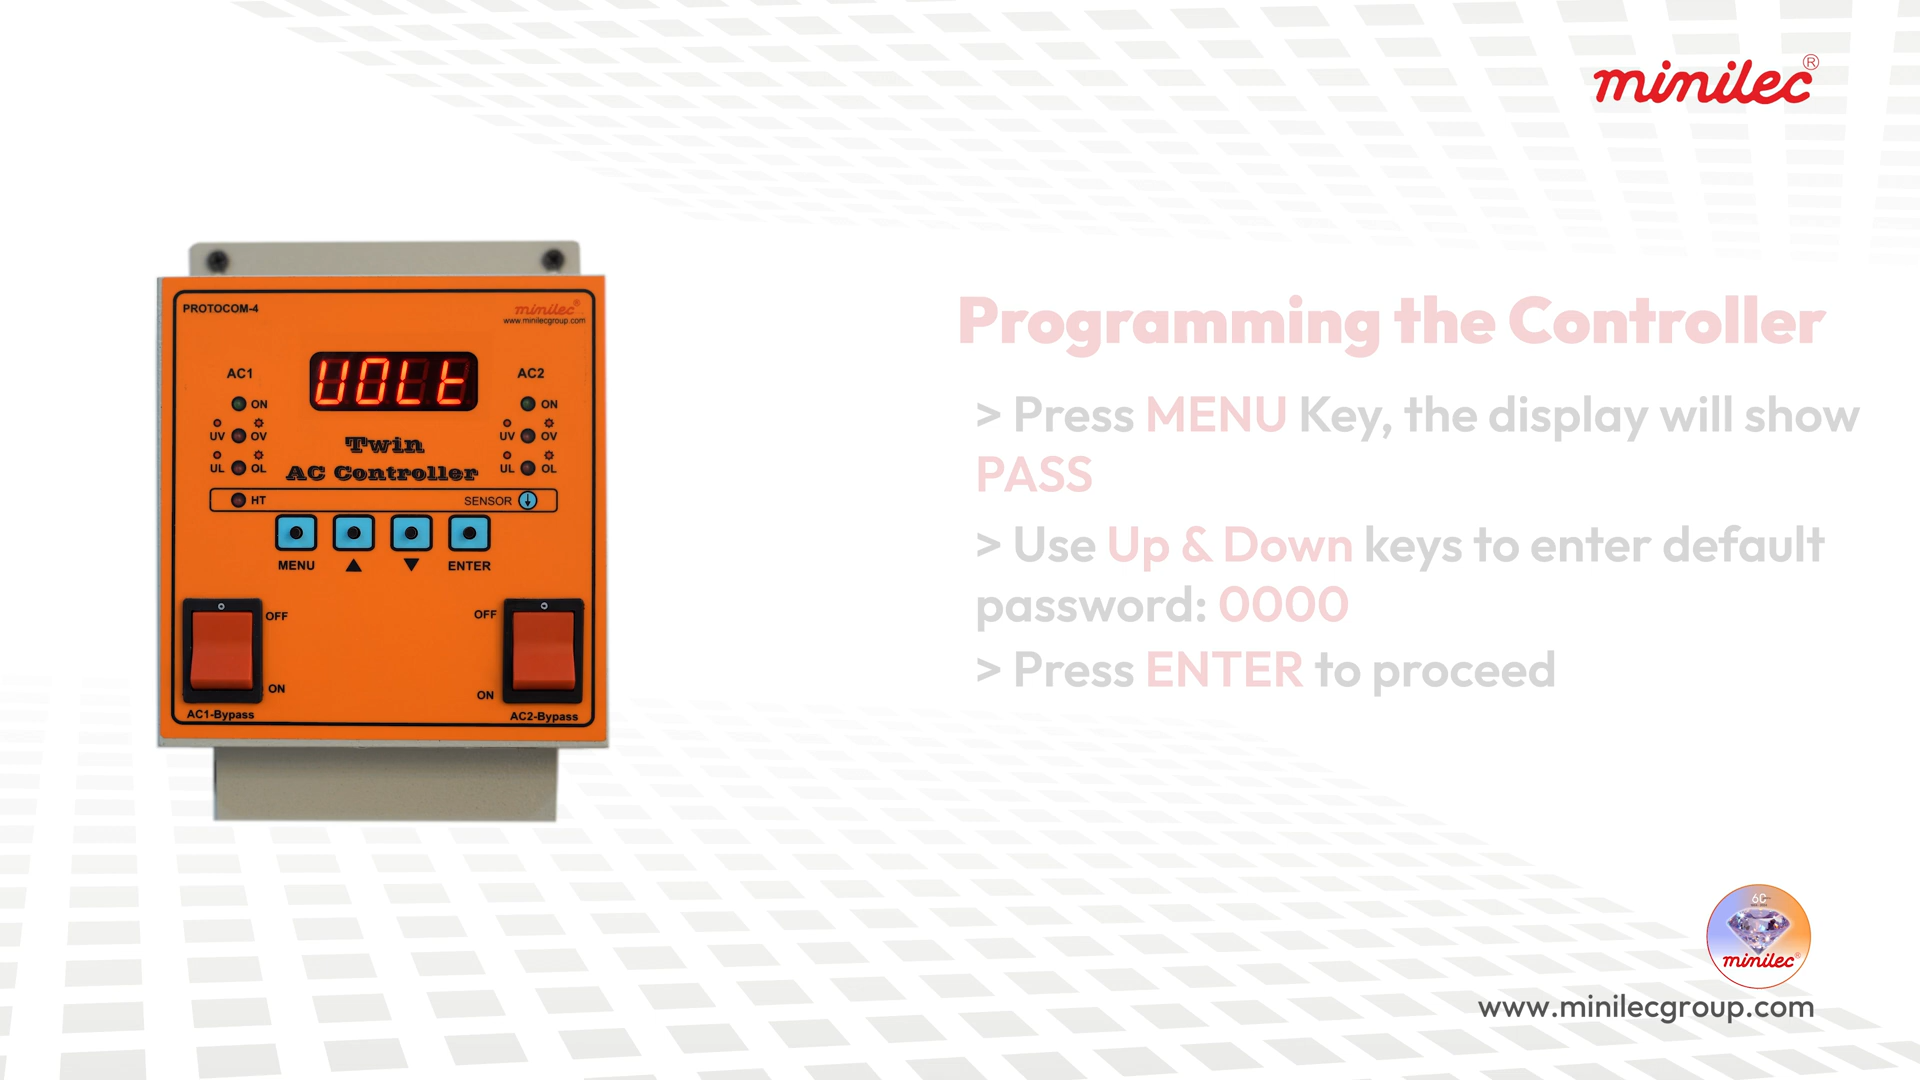 minilec®
PROTOCOM-4
minilec®
www.minilecgroup.com
VOLt
AC1
AC2
ON
ON
UV OV
UV OV
UL OL
UL OL
Twin
AC Controller
HT
SENSOR
MENU
ENTER
OFF
OFF
ON
ON
AC1-Bypass
AC2-Bypass
Programming the Controller
> Press MENU Key, the display will show
PASS
> Use Up & Down keys to enter default
password: 0000
> Press ENTER to proceed
60
minilec®
www.minilecgroup.com